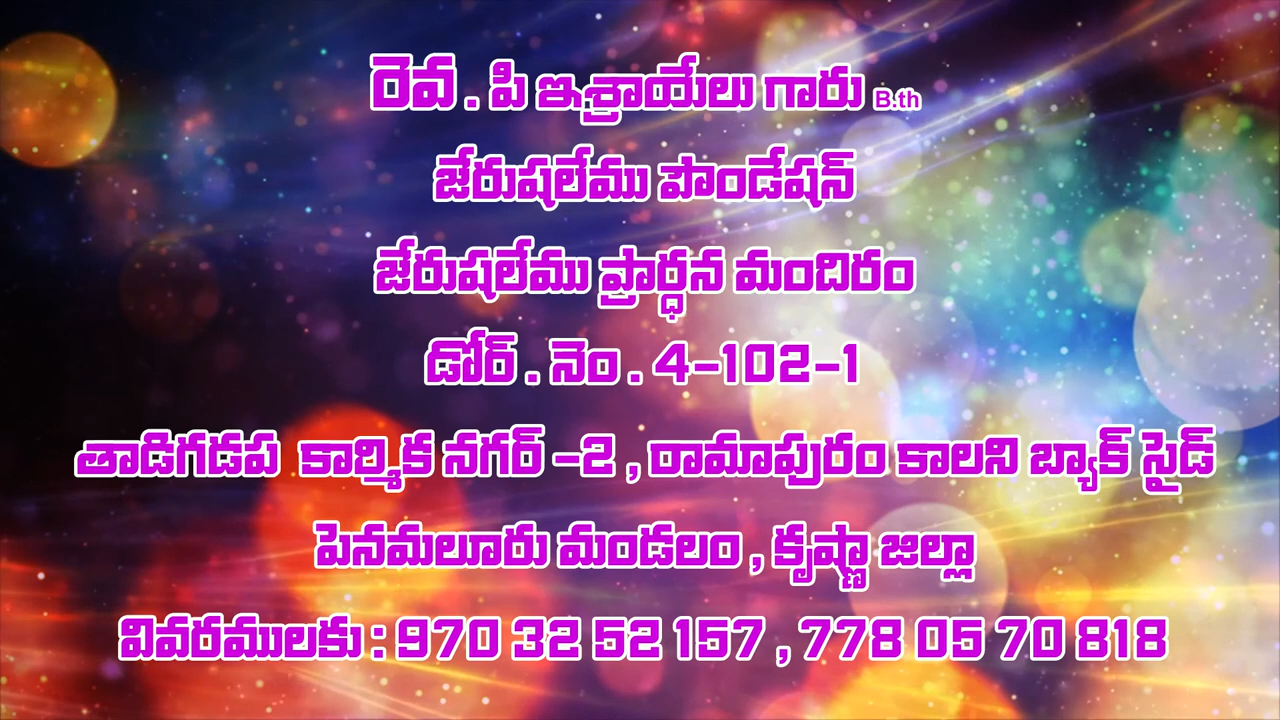 రెవ . పి ఇశ్రాయేలు గారు B.th
జేరుషలేము పౌండేషన్
జేరుషలేము ప్రార్ధన మందిరం
డోర్ . నెం . 4-102-1
తాడిగడప కార్మిక నగర్ -2 , రామాపురం కాలని బ్యాక్ సైడ్
పెనమలూరు మండలం , కృష్ణా జిల్లా
వివరములకు : 970 32 52 157 , 778 05 70 818